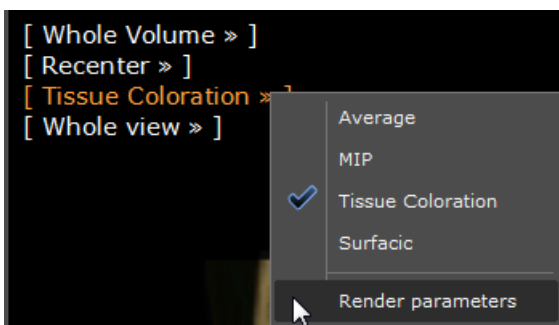 [ Whole Volume » ]
[ Recenter » ]
[ Tissue Coloration » ]
[ Whole view » ]
Average
MIP
Tissue Coloration
Surfacic
Render parameters